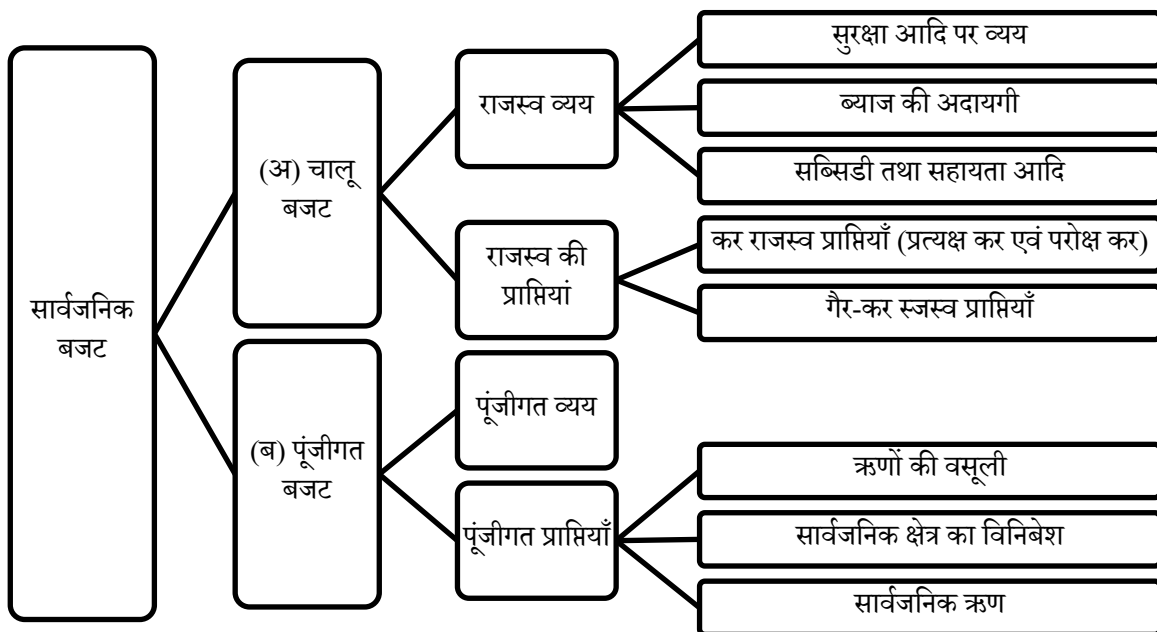 सार्वजनिक
बजट
(अ) चालू
बजट
(ब) पूंजीगत
बजट
राजस्व व्यय
राजस्व की
प्राप्तियां
पूंजीगत व्यय
पूंजीगत प्राप्तियाँ
सुरक्षा आदि पर व्यय
ब्याज की अदायगी
सब्सिडी तथा सहायता आदि
कर राजस्व प्राप्तियाँ (प्रत्यक्ष कर एवं परोक्ष कर)
गैर-कर स्जस्व प्राप्तियाँ
ऋणों की वसूली
सार्वजनिक क्षेत्र का विनिबेश
सार्वजनिक ऋण